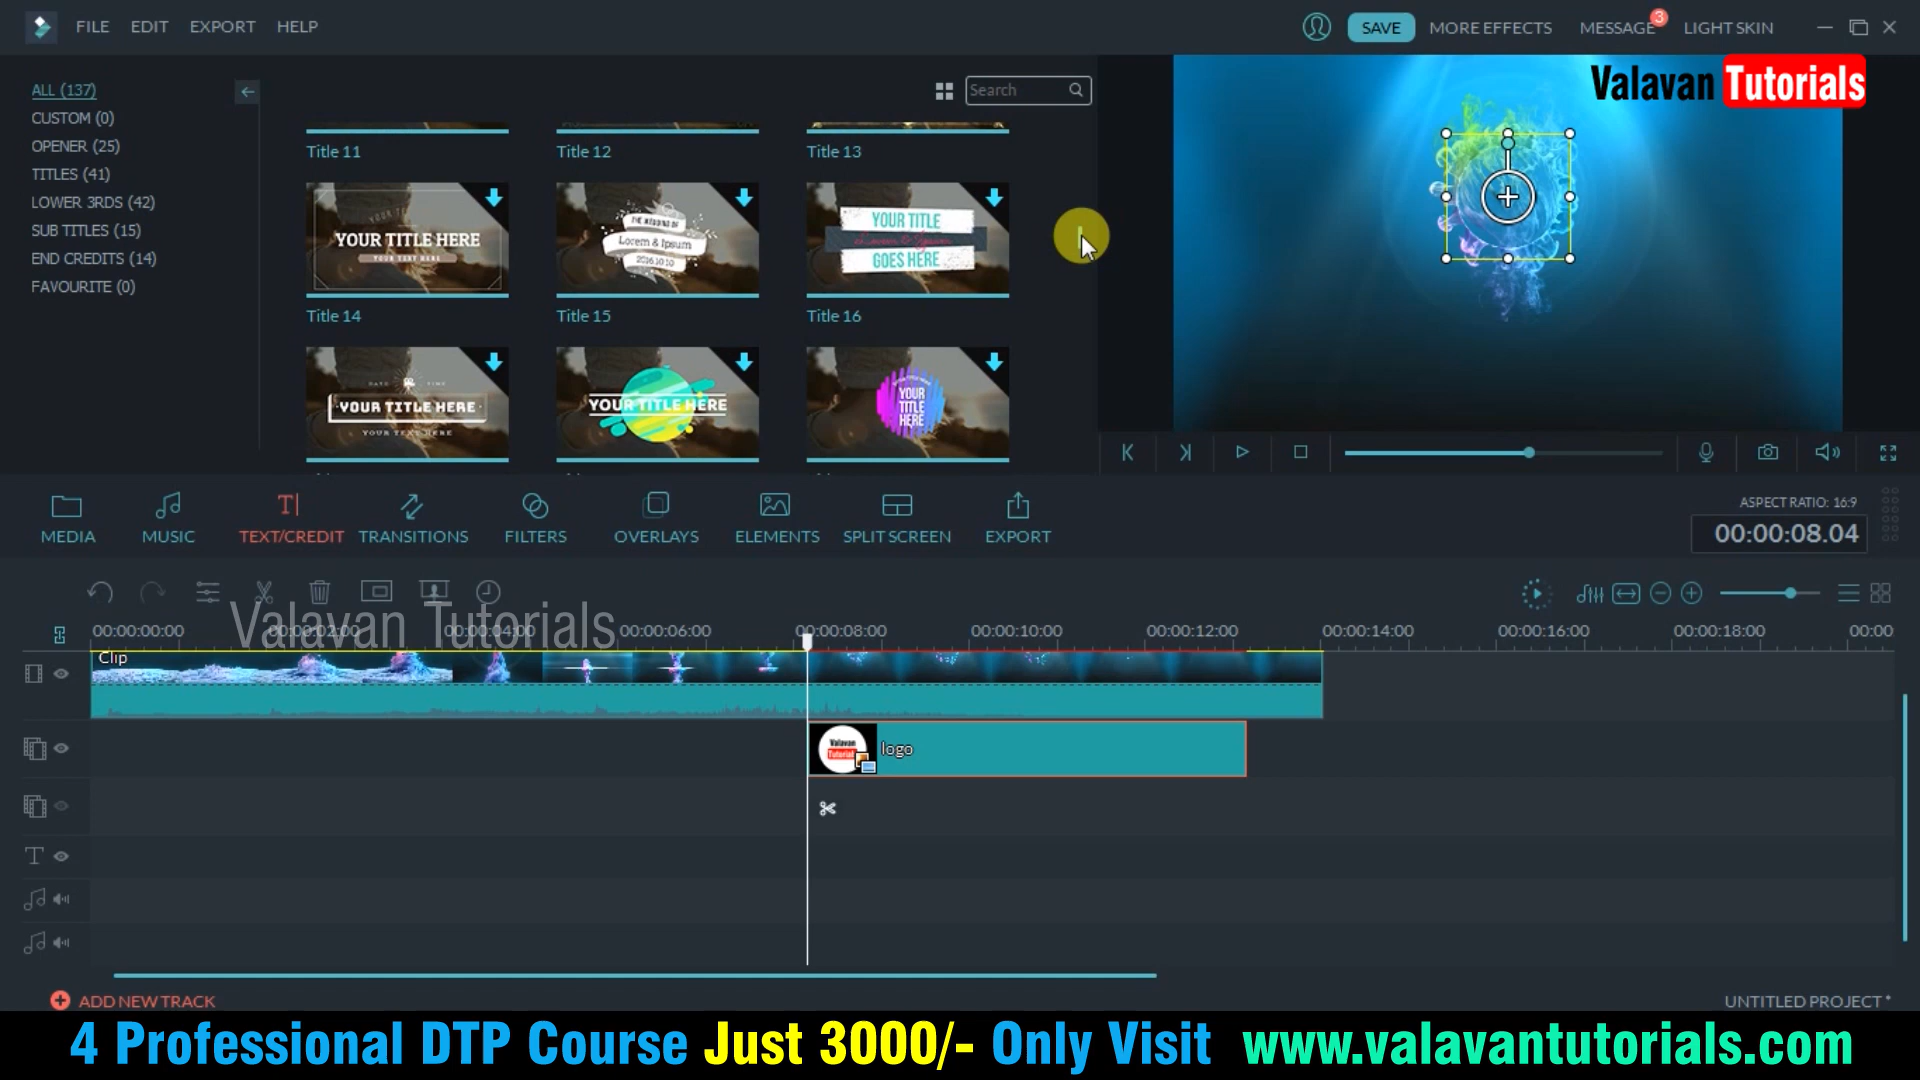 FILE EDIT EXPORT HELP
SAVE MORE EFFECTS MESSAGE 3 LIGHT SKIN
Valavan Tutorials
ALL (137)
CUSTOM (0)
OPENER (25)
TITLES (41)
LOWER 3RDS (42)
SUB TITLES (15)
END CREDITS (14)
FAVOURITE (0)
Search
Title 11 Title 12 Title 13
YOUR TITLE HERE
YOUR TEXT HERE
THE WEDDING OF
Lorem & Ipsum
2016.10.10
YOUR TITLE
GOES HERE
Title 14 Title 15 Title 16
YOUR TITLE HERE
YOUR TEXT HERE
YOUR TITLE HERE
YOUR
TITLE
HERE
MEDIA MUSIC TEXT/CREDIT TRANSITIONS FILTERS OVERLAYS ELEMENTS SPLIT SCREEN EXPORT
ASPECT RATIO: 16:9
00:00:08.04
Valavan Tutorials
00:00:00:00 00:00:02:00 00:00:04:00 00:00:06:00 00:00:08:00 00:00:10:00 00:00:12:00 00:00:14:00 00:00:16:00 00:00:18:00 00:00
Clip
Valavan
Tutorials
logo
ADD NEW TRACK
UNTITLED PROJECT *
4 Professional DTP Course Just 3000/- Only Visit www.valavantutorials.com